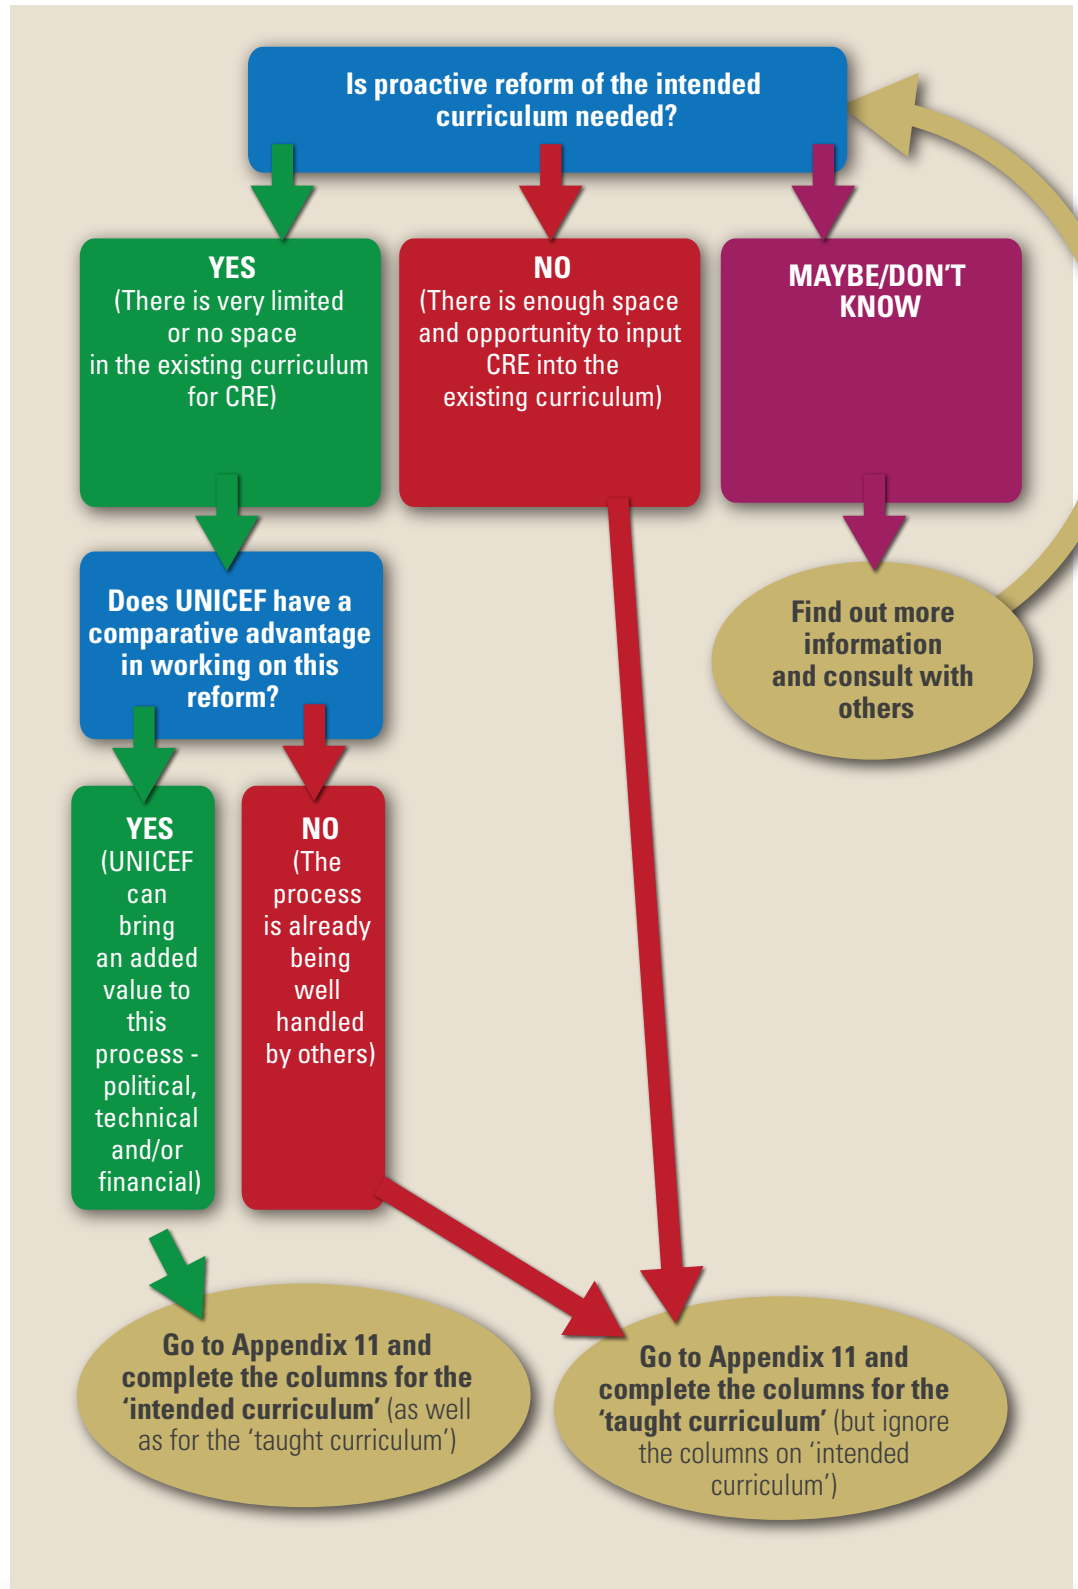 Is proactive reform of the intended
curriculum needed?
YES
(There is very limited
or no space
in the existing curriculum
for CRE)
NO
(There is enough space
and opportunity to input
CRE into the
existing curriculum)
MAYBE/DON'T
KNOW
Does UNICEF have a
comparative advantage
in working on this
reform?
Find out more
information
and consult with
others
YES
(UNICEF
can
bring
an added
value to
this
process -
political,
technical
and/or
financial)
NO
(The
process
is already
being
well
handled
by others)
Go to Appendix 11 and
complete the columns for the
‘intended curriculum’ (as well
as for the ‘taught curriculum’)
Go to Appendix 11 and
complete the columns for the
‘taught curriculum’ (but ignore
the columns on ‘intended
curriculum’)